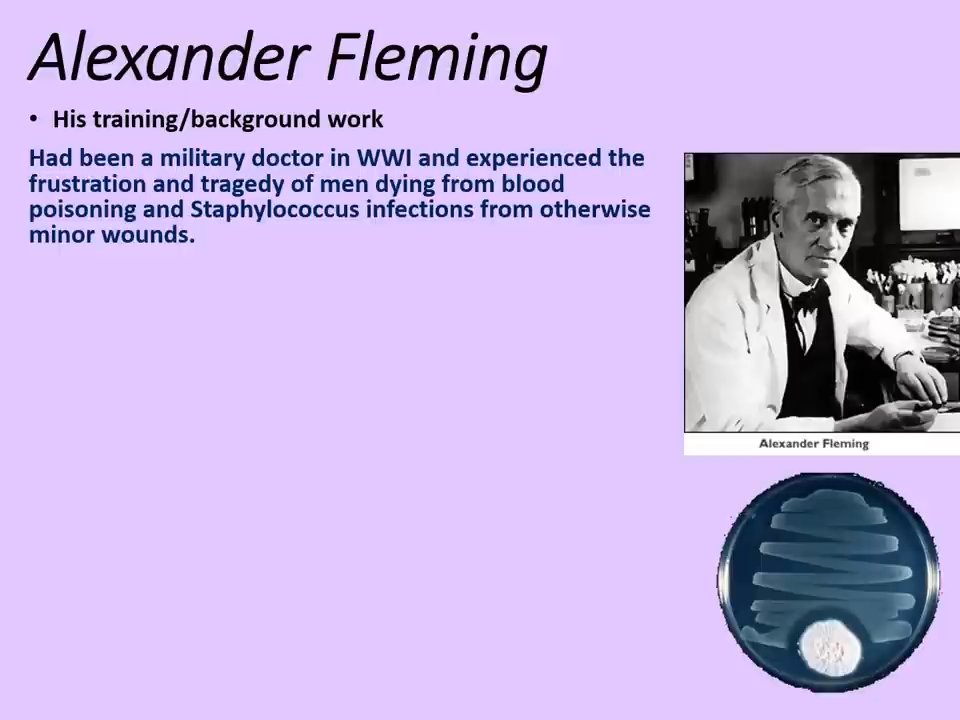 Alexander Fleming
• His training/background work
Had been a military doctor in WWI and experienced the
frustration and tragedy of men dying from blood
poisoning and Staphylococcus infections from otherwise
minor wounds.
Alexander Fleming